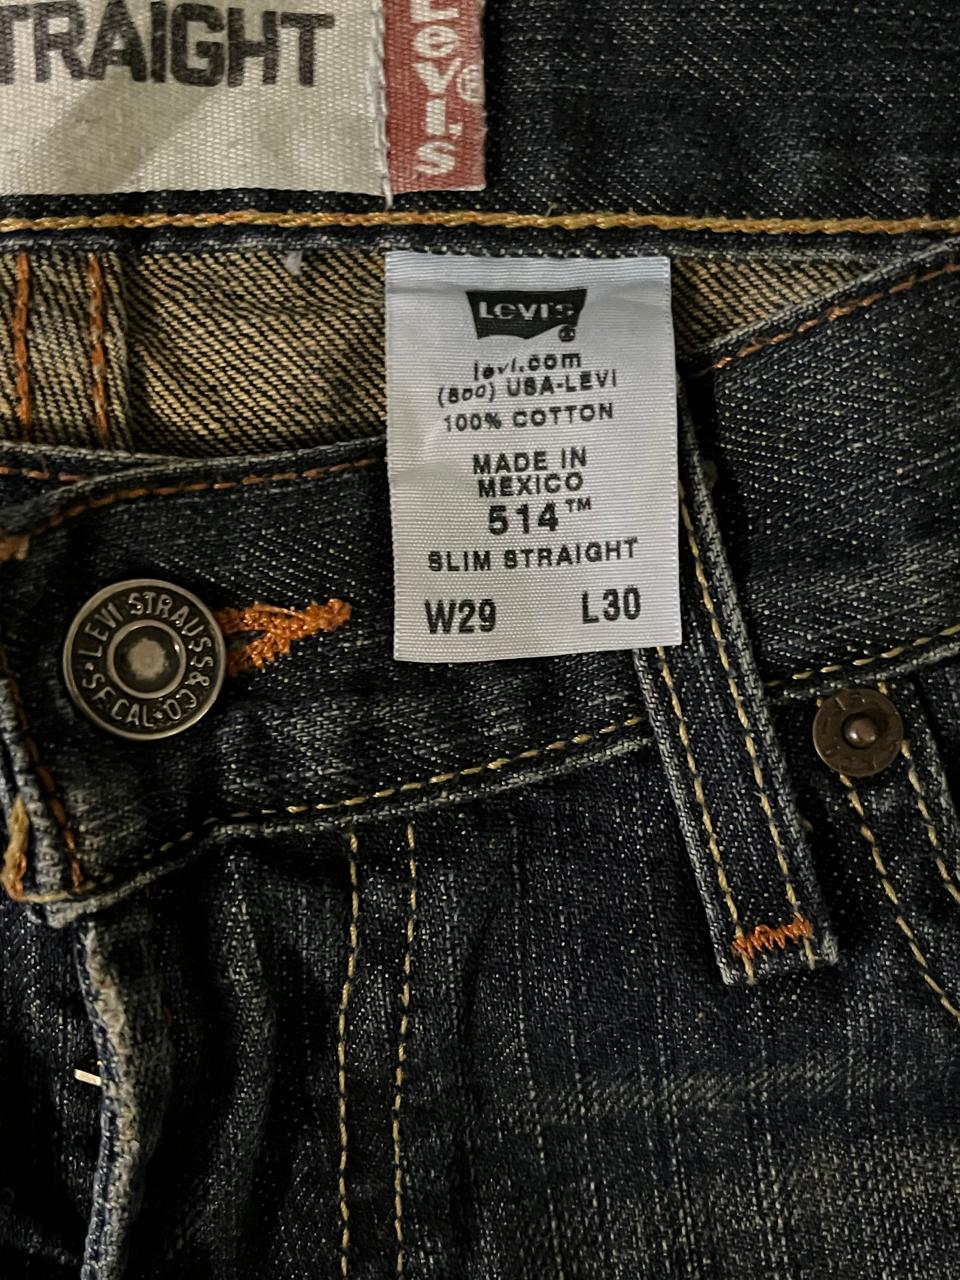 TRAIGHT
Levi's
LEVI'S
levi.com
(800) USA-LEVI
100% COTTON
MADE IN
MEXICO
514™
SLIM STRAIGHT
W29 L30
LEVI STRAUSS & CO. S.F. CAL.